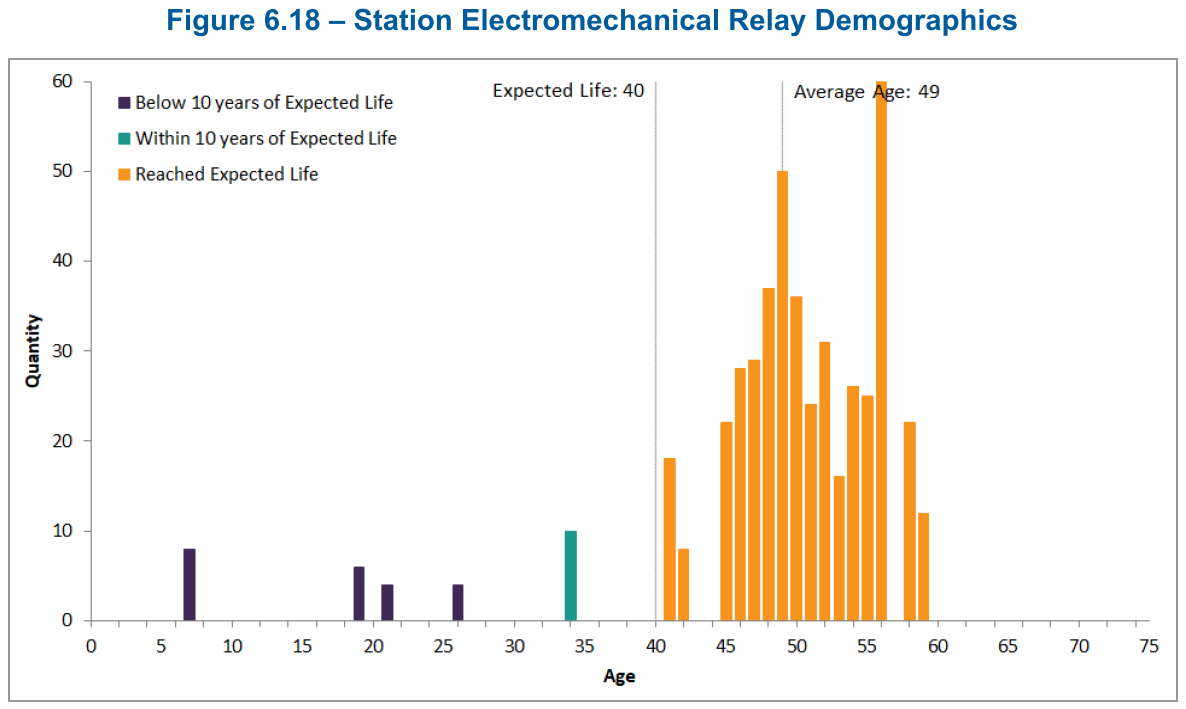 Figure 6.18 – Station Electromechanical Relay Demographics
Expected Life: 40
Average Age: 49
Below 10 years of Expected Life
Within 10 years of Expected Life
Reached Expected Life
60
50
40
30
20
10
0
Quantity
0 5 10 15 20 25 30 35 40 45 50 55 60 65 70 75
Age